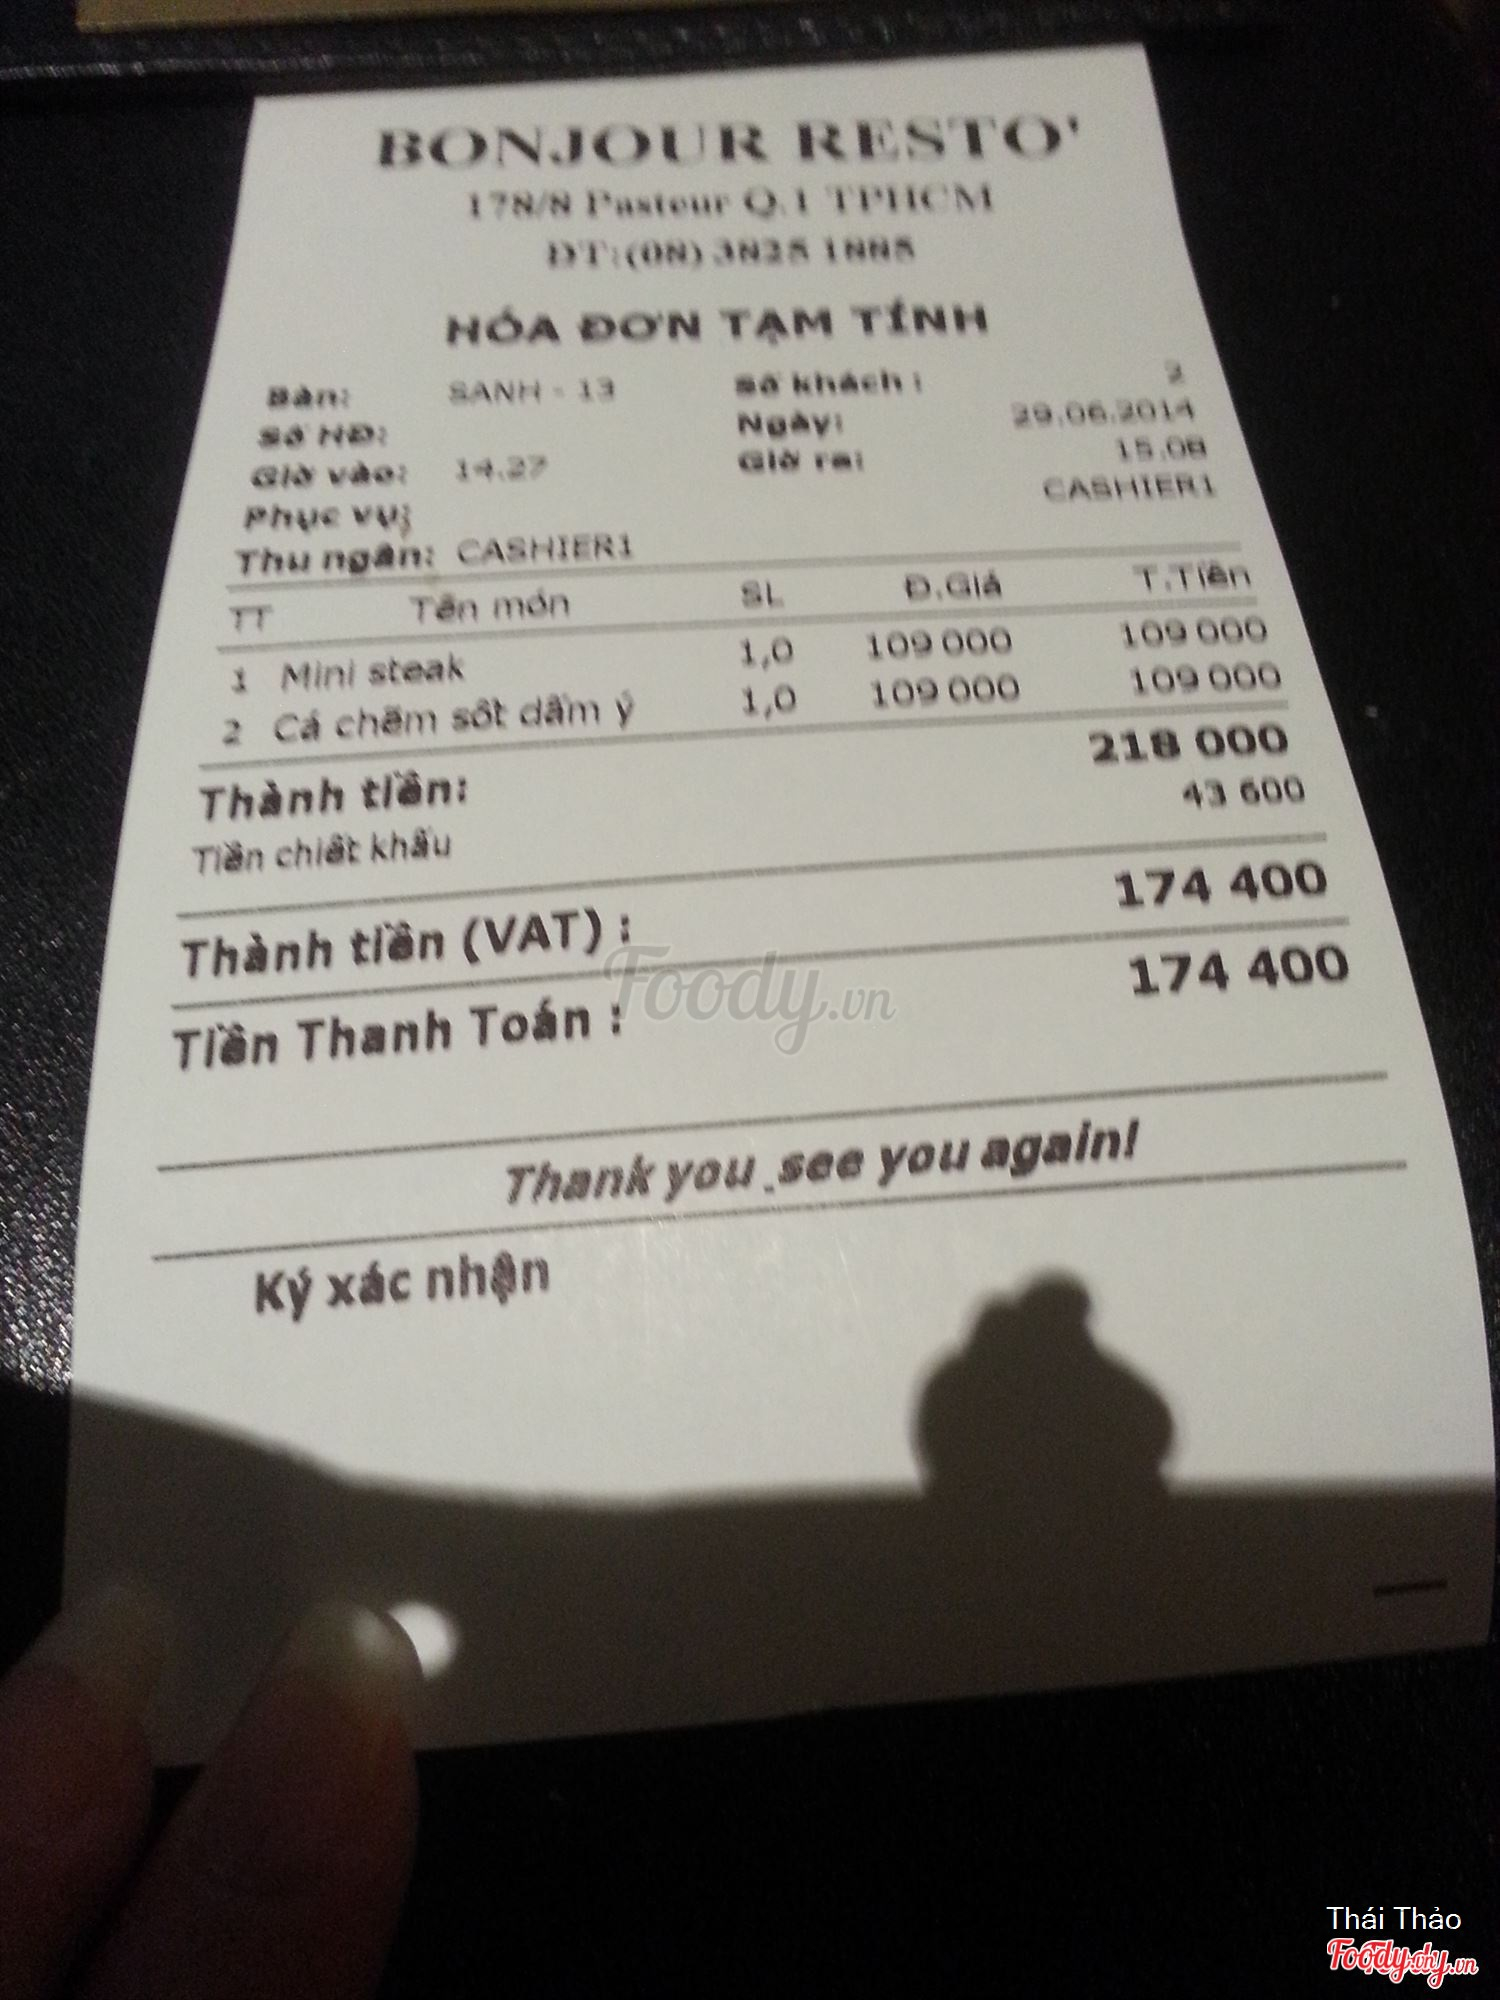 BONJOUR RESTO'
178/8 Pasteur Q.1 TPHCM
ĐT:(08) 3825 1885
HÓA ĐƠN TẠM TÍNH
Bàn: SANH - 13 Số khách : 2
Số HĐ: Ngày: 29.06.2014
Giờ vào: 14.27 Giờ ra: 15.08
Phục vụ: CASHIER1
Thu ngân: CASHIER1
TT Tên món SL Đ.Giá T.Tiền
1 Mini steak 1,0 109 000 109 000
2 Cá chẽm sốt dấm ý 1,0 109 000 109 000
Thành tiền: 218 000
Tiền chiết khấu 43 600
Thành tiền (VAT) : 174 400
Tiền Thanh Toán : 174 400
Foody.vn
Thank you see you again!
Ký xác nhận
Thái Thảo
Foody.vn